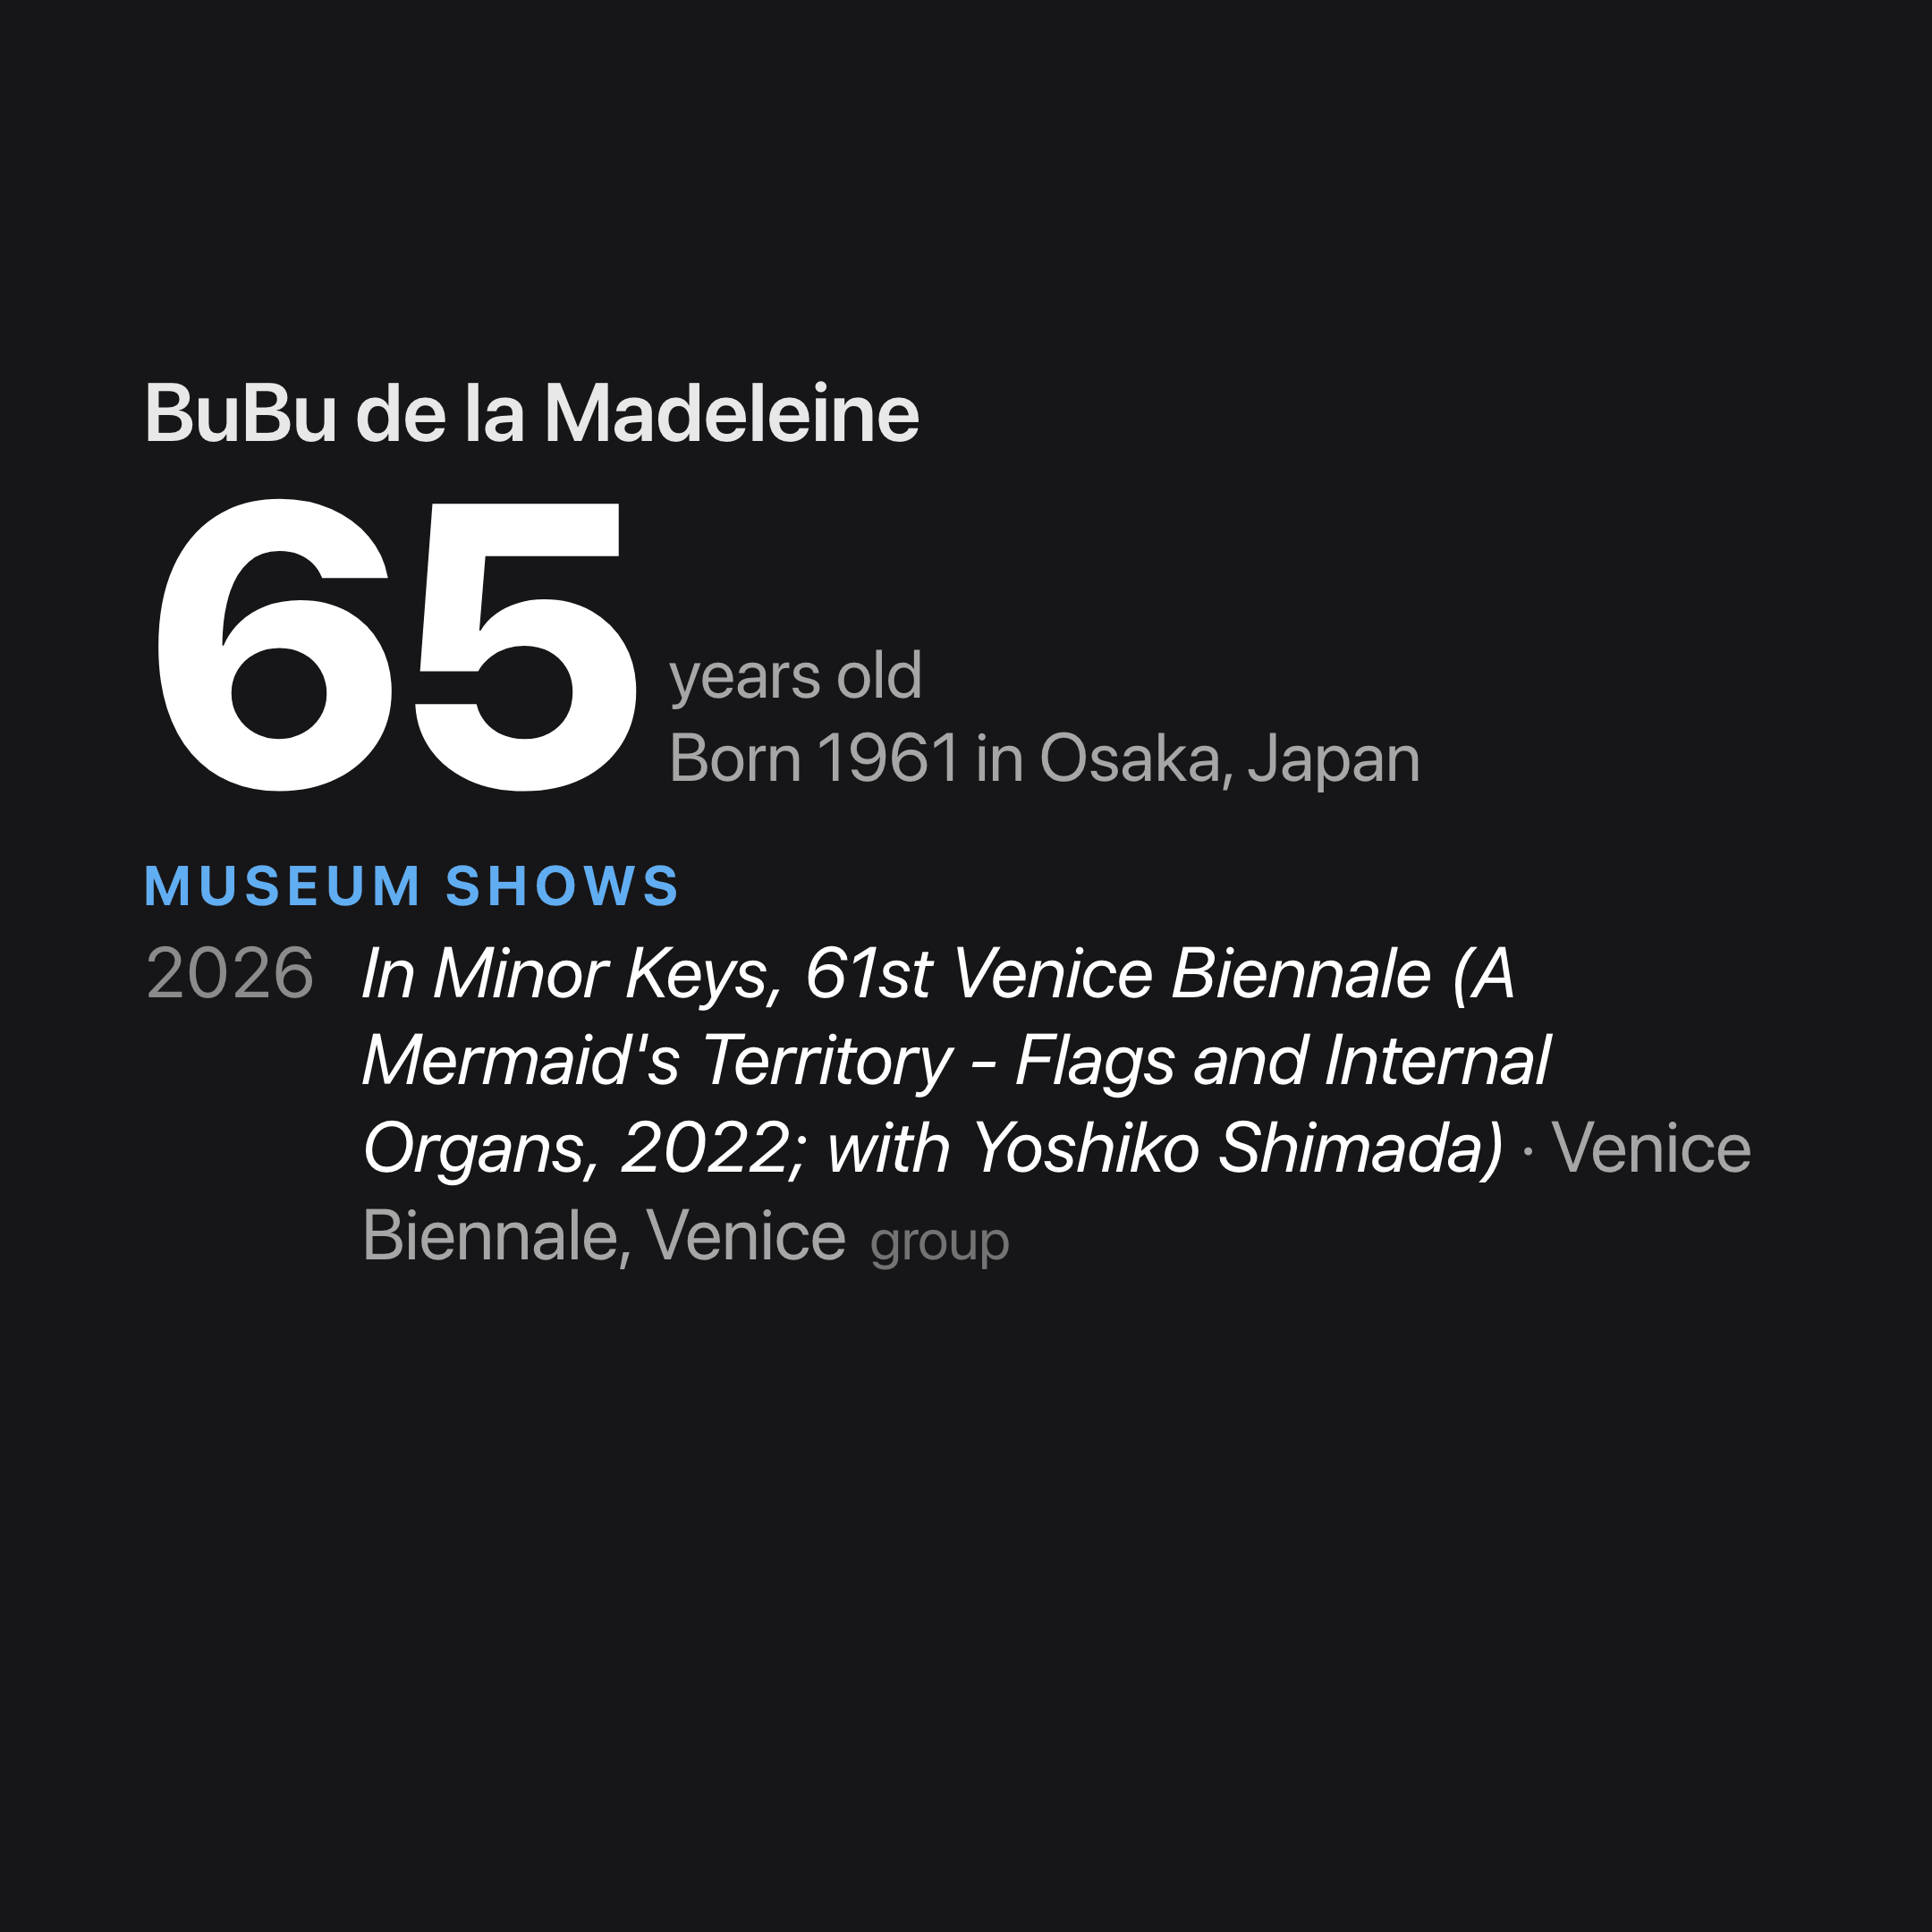 BuBu de la Madeleine
65 years old
Born 1961 in Osaka, Japan
MUSEUM SHOWS
2026 In Minor Keys, 61st Venice Biennale (A
Mermaid's Territory – Flags and Internal
Organs, 2022; with Yoshiko Shimada) · Venice
Biennale, Venice group